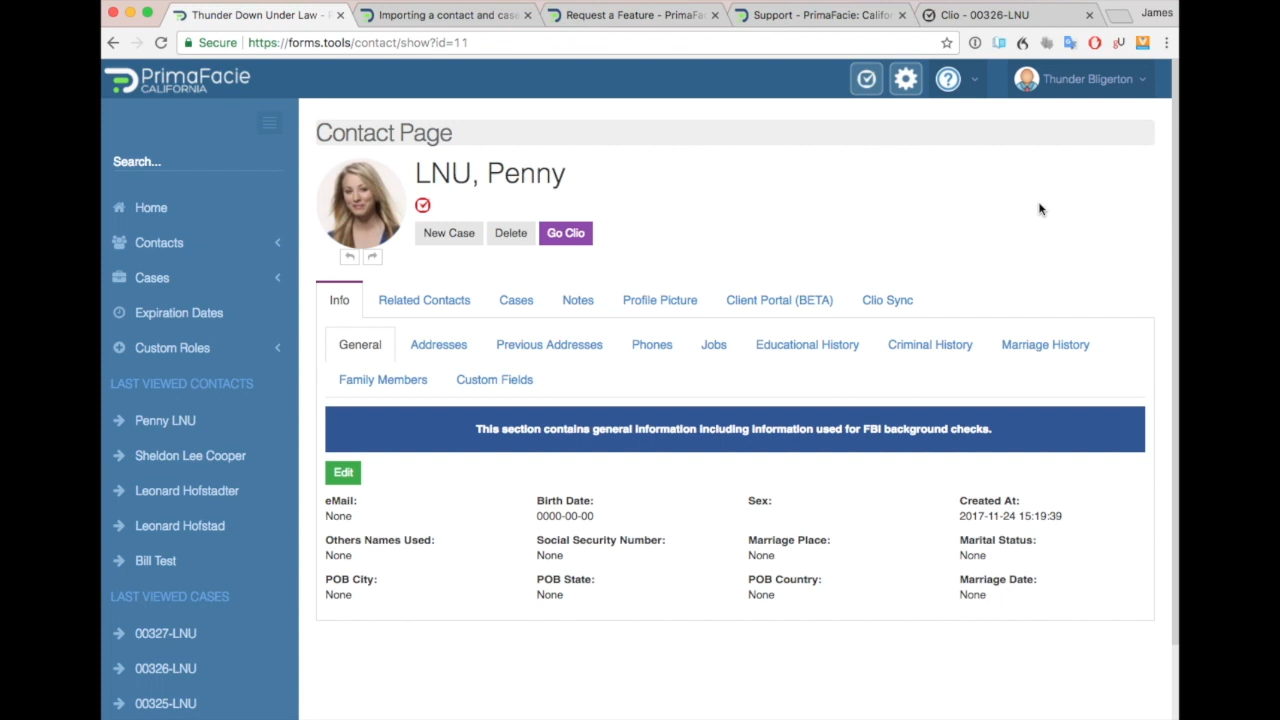 Thunder Down Under Law -
Importing a contact and cas
Request a Feature - PrimaFa
Support - PrimaFacie: Califor
Clio - 00326-LNU
James
Secure
https://forms.tools/contact/show?id=11
PrimaFacie
CALIFORNIA
Thunder Bligerton
Search...
Home
Contacts
Cases
Expiration Dates
Custom Roles
LAST VIEWED CONTACTS
Penny LNU
Sheldon Lee Cooper
Leonard Hofstadter
Leonard Hofstad
Bill Test
LAST VIEWED CASES
00327-LNU
00326-LNU
00325-LNU
Contact Page
LNU, Penny
New Case Delete Go Clio
Info Related Contacts Cases Notes Profile Picture Client Portal (BETA) Clio Sync
General Addresses Previous Addresses Phones Jobs Educational History Criminal History Marriage History
Family Members Custom Fields
This section contains general information including information used for FBI background checks.
Edit
eMail: Birth Date: Sex: Created At:
None 0000-00-00 2017-11-24 15:19:39
Others Names Used: Social Security Number: Marriage Place: Marital Status:
None None None None
POB City: POB State: POB Country: Marriage Date:
None None None None